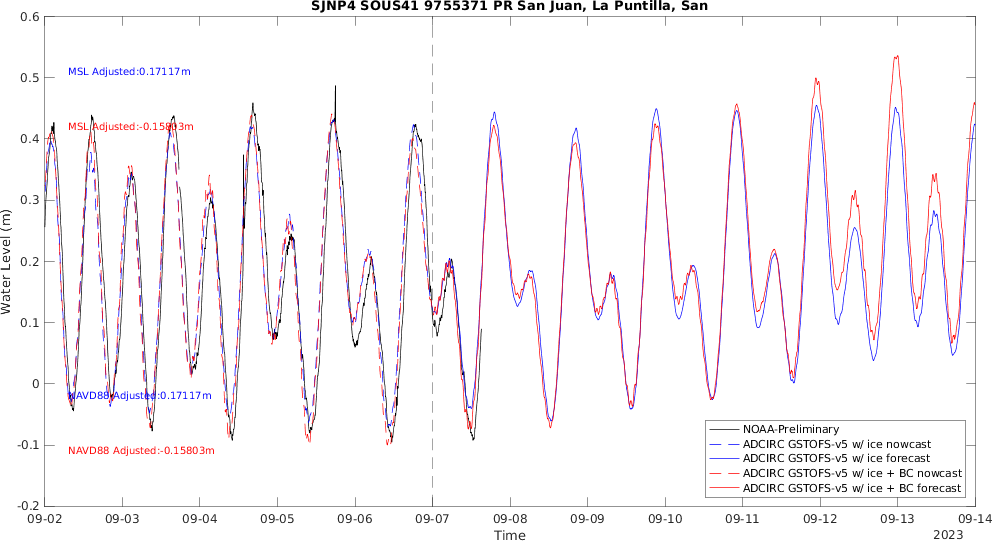 SJNP4 SOUS41 9755371 PR San Juan, La Puntilla, San
0.6
0.5
0.4
0.3
0.2
0.1
0
-0.1
-0.2
Water Level (m)
MSL Adjusted:0.17117m
MSL Adjusted:-0.15803m
NAVD88 Adjusted:0.17117m
NAVD88 Adjusted:-0.15803m
NOAA-Preliminary
ADCIRC GSTOFS-v5 w/ ice nowcast
ADCIRC GSTOFS-v5 w/ ice forecast
ADCIRC GSTOFS-v5 w/ ice + BC nowcast
ADCIRC GSTOFS-v5 w/ ice + BC forecast
09-02 09-03 09-04 09-05 09-06 09-07 09-08 09-09 09-10 09-11 09-12 09-13 09-14
Time
2023